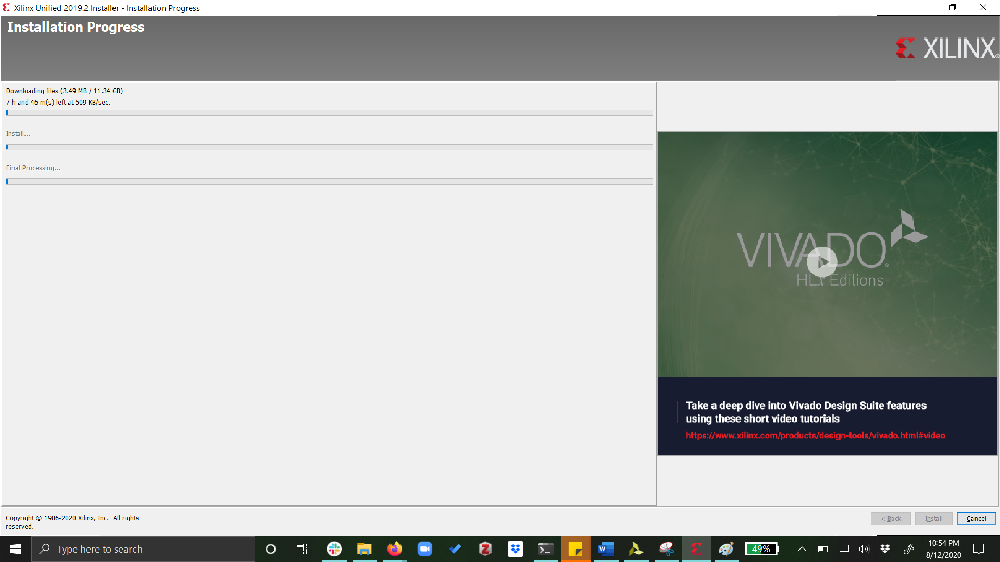 Xilinx Unified 2019.2 Installer - Installation Progress
Installation Progress
XILINX®
Downloading files (3.49 MB / 11.34 GB)
7 h and 46 m(s) left at 509 KB/sec.
Install...
Final Processing...
VIVADO®
HLx Editions
Take a deep dive into Vivado Design Suite features
using these short video tutorials
https://www.xilinx.com/products/design-tools/vivado.html#video
Copyright © 1986-2020 Xilinx, Inc. All rights
reserved.
< Back
Install
Cancel
Type here to search
49%
10:54 PM
8/12/2020